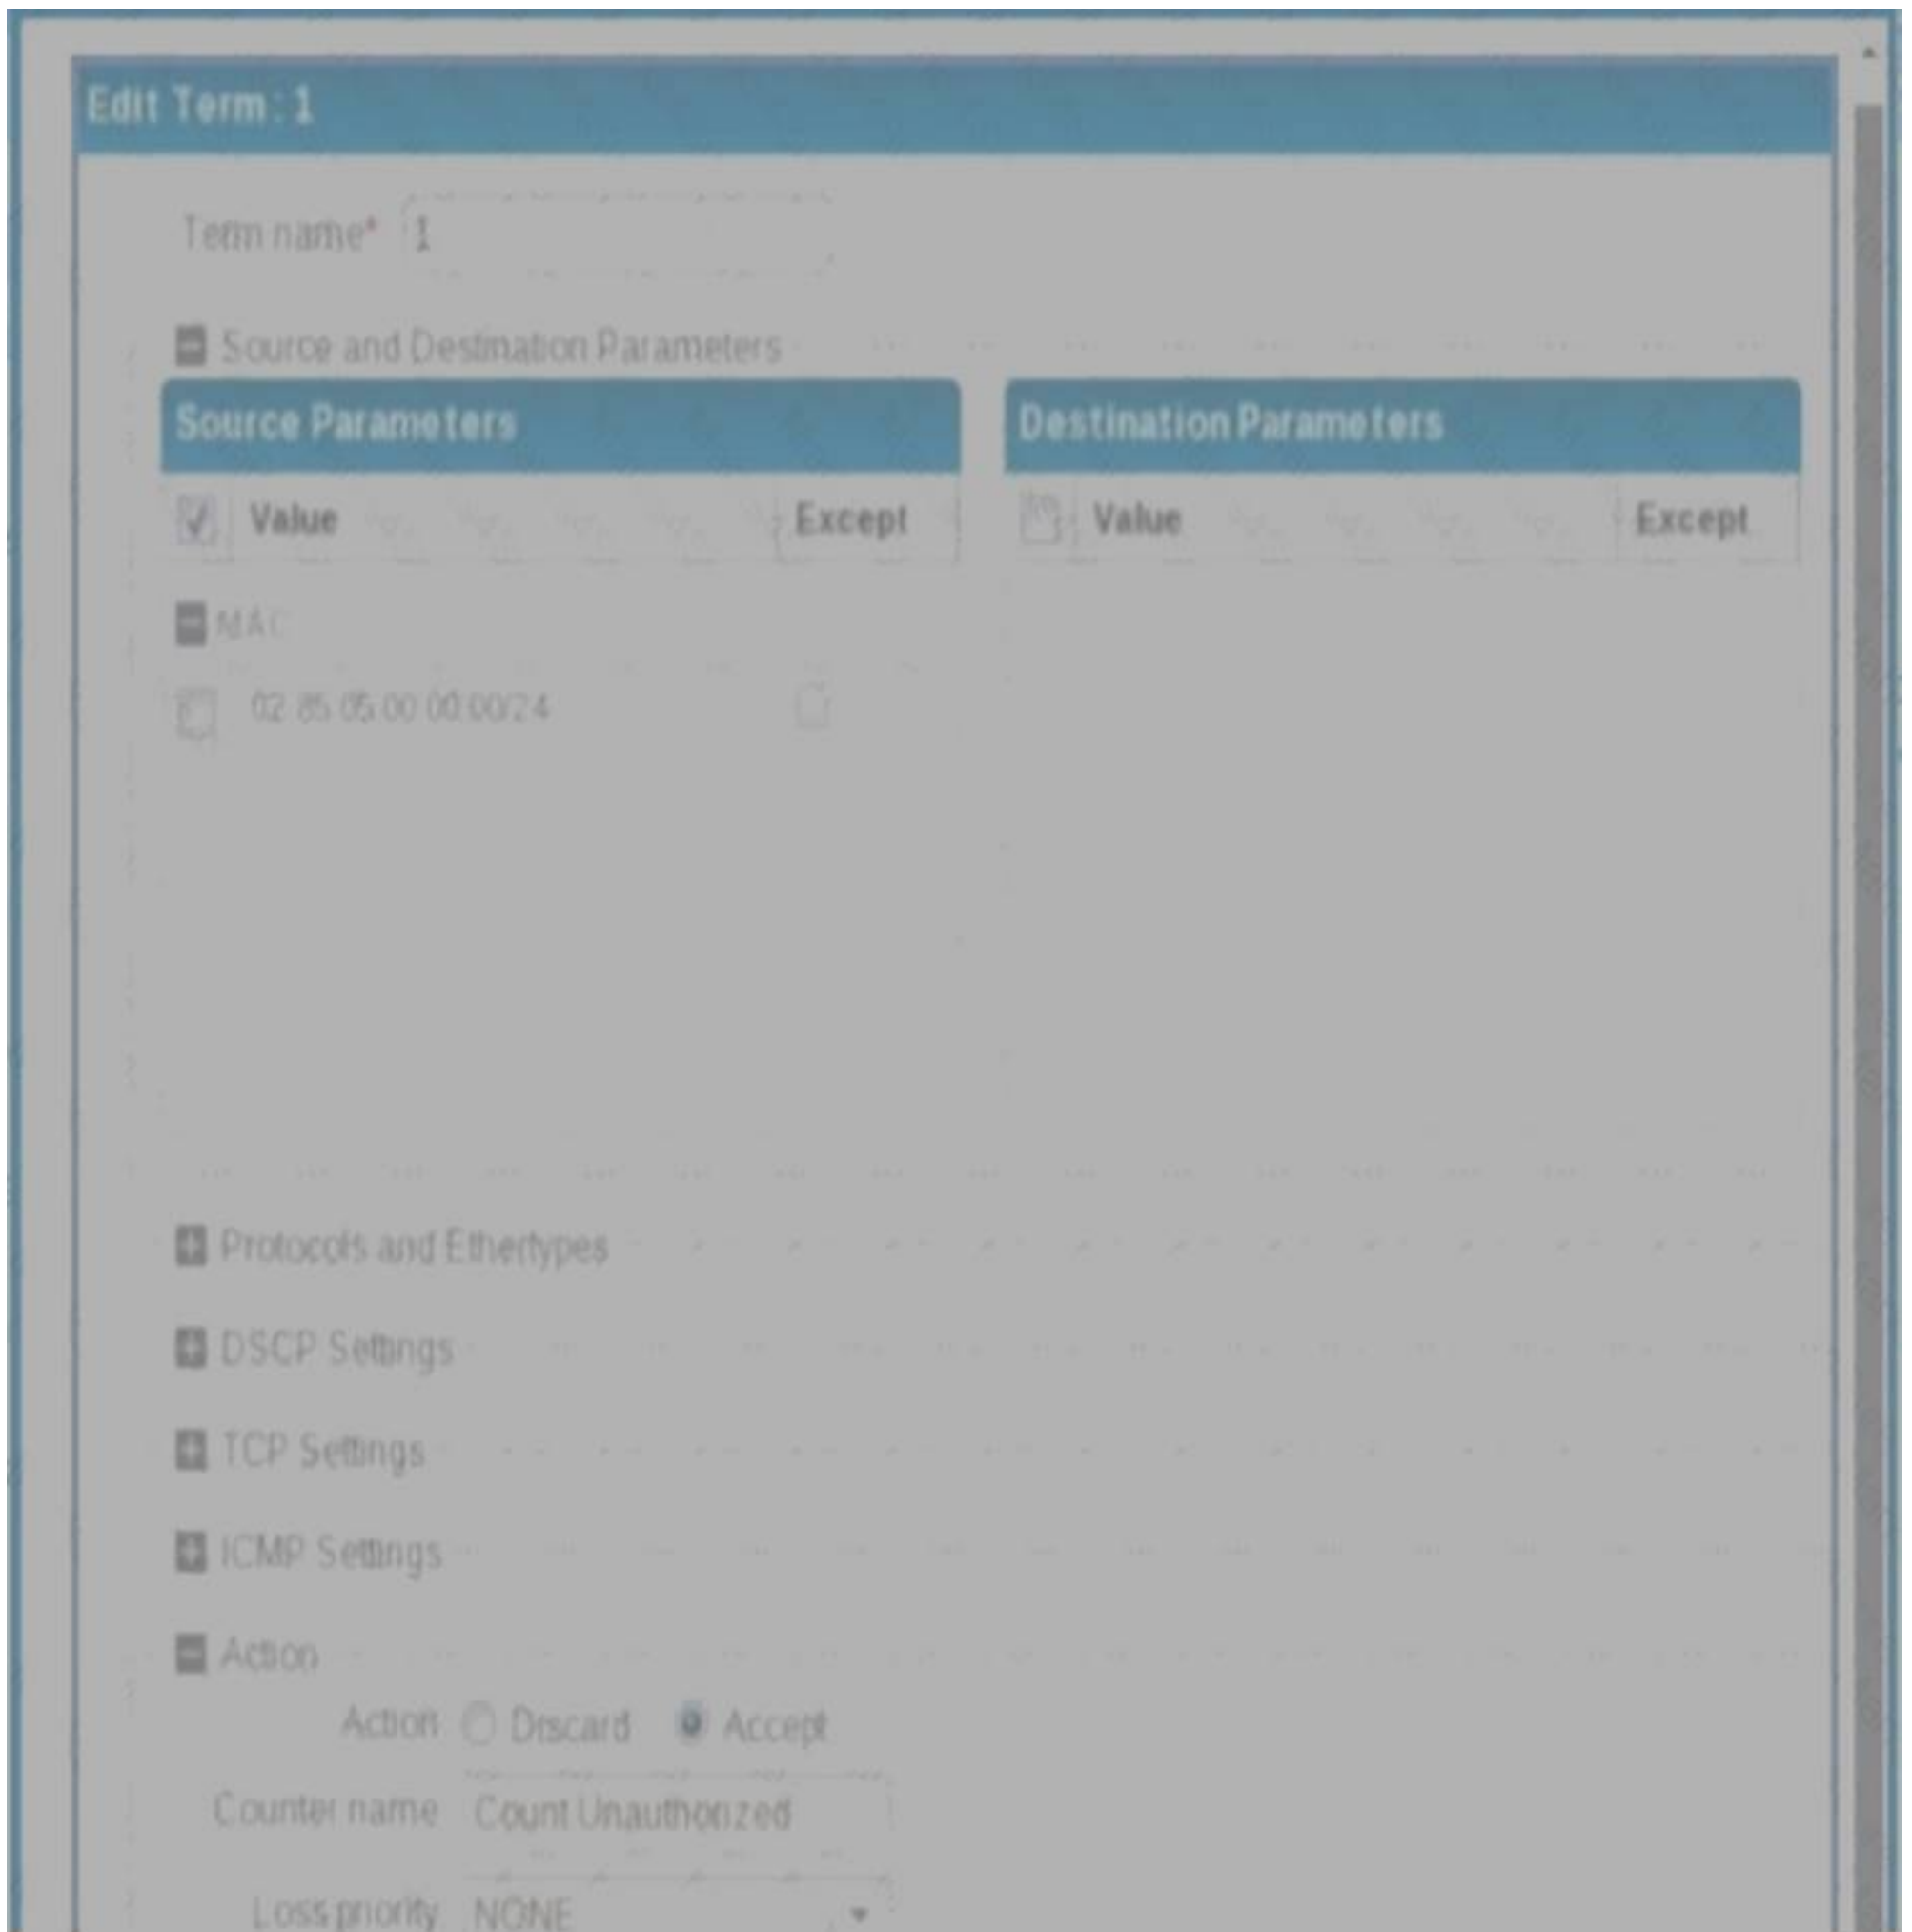 Edit Term : 1
Term name* 1
Source and Destination Parameters
Source Parameters
Destination Parameters
Value Except
Value Except
MAC
02:85:05:00:00:00/24
Protocols and Ethertypes
DSCP Settings
TCP Settings
ICMP Settings
Action
Action Discard Accept
Counter name Count Unauthorized
Loss priority NONE